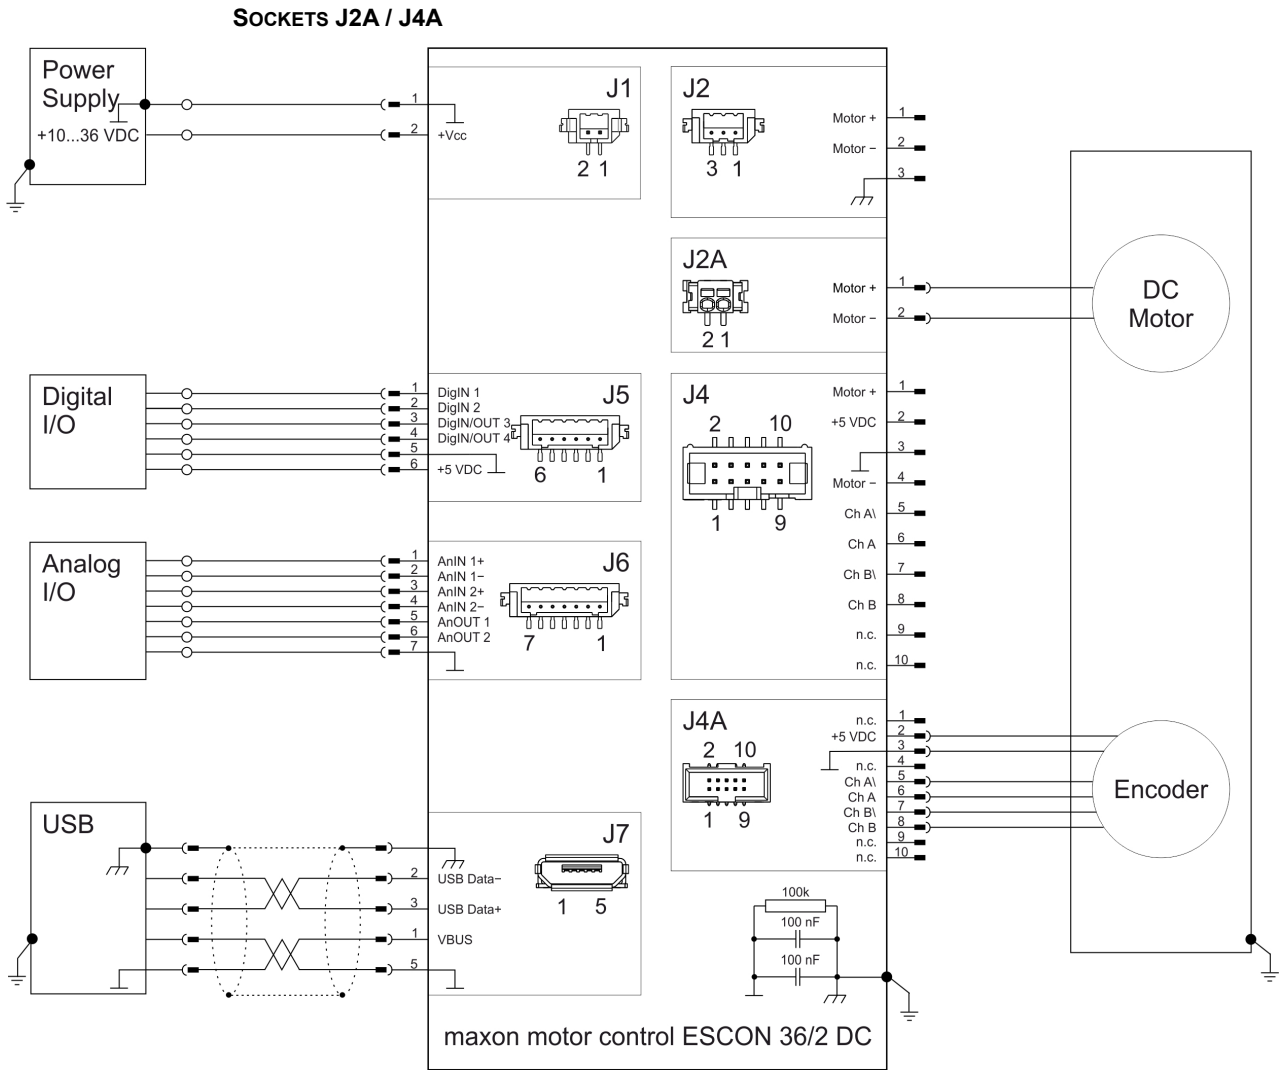 SOCKETS J2A / J4A
Power
Supply
+10...36 VDC
1
2
+Vcc
J1
2 1
J2
3 1
Motor +
1
Motor −
2
3
J2A
2 1
Motor +
1
Motor −
2
DC
Motor
Digital
I/O
1
DigIN 1
2
DigIN 2
3
DigIN/OUT 3
4
DigIN/OUT 4
5
6
+5 VDC
J5
6 1
J4
2 10
1 9
Motor +
1
+5 VDC
2
3
Motor −
4
Ch A\
5
Ch A
6
Ch B\
7
Ch B
8
n.c.
9
n.c.
10
Analog
I/O
1
AnIN 1+
2
AnIN 1−
3
AnIN 2+
4
AnIN 2−
5
AnOUT 1
6
AnOUT 2
7
J6
7 1
J4A
2 10
1 9
n.c.
1
+5 VDC
2
3
n.c.
4
Ch A\
5
Ch A
6
Ch B\
7
Ch B
8
n.c.
9
n.c.
10
Encoder
USB
2
USB Data−
3
USB Data+
1
VBUS
5
J7
1 5
100k
100 nF
100 nF
maxon motor control ESCON 36/2 DC